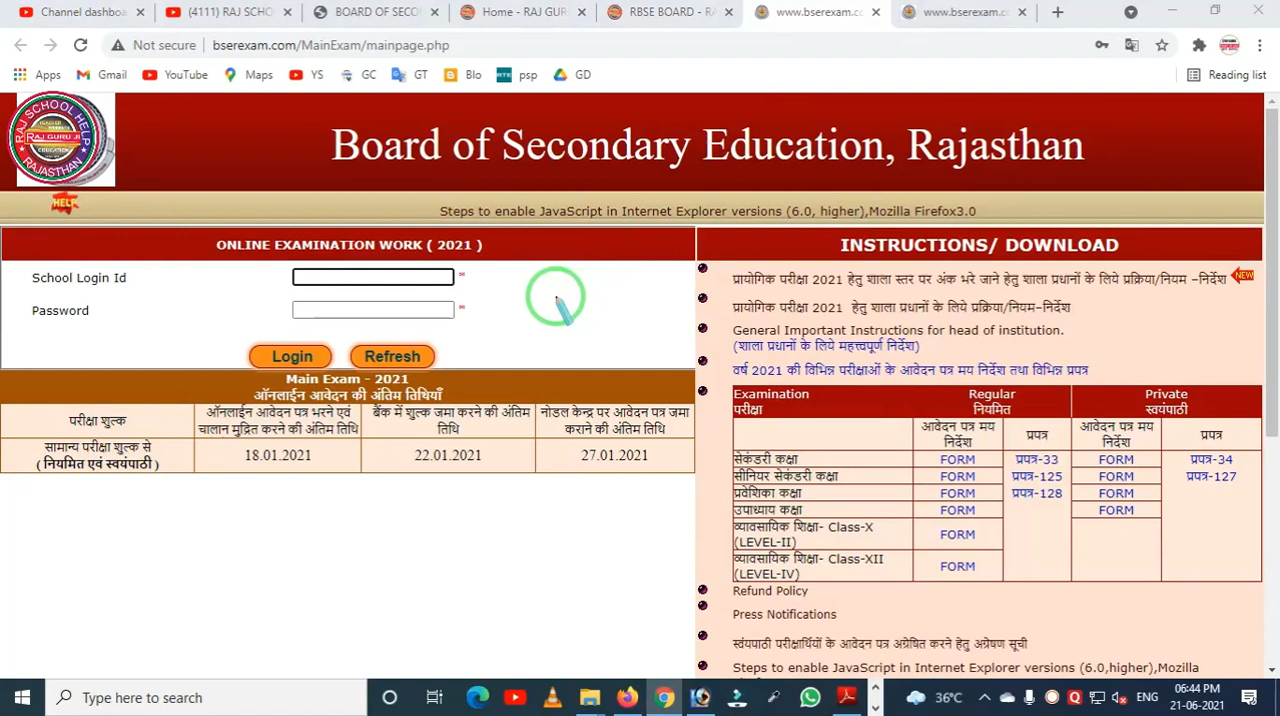 Channel dashboa
(4111) RAJ SCHO
BOARD OF SECO
Home - RAJ GUR
RBSE BOARD - RA
www.bserexam.co
www.bserexam.co
Not secure
bserexam.com/MainExam/mainpage.php
Apps
Gmail
YouTube
Maps
YS
GC
GT
Blo
psp
GD
Reading list
RAJ SCHOOL HELP
RAJ GURU JI
EDUCATION
RAJASTHAN
Board of Secondary Education, Rajasthan
HELP
Steps to enable JavaScript in Internet Explorer versions (6.0, higher),Mozilla Firefox3.0
ONLINE EXAMINATION WORK ( 2021 )
School Login Id *
Password *
Login Refresh
Main Exam - 2021
ऑनलाईन आवेदन की अंतिम तिथियाँ
परीक्षा शुल्क
ऑनलाईन आवेदन पत्र भरने एवं
चालान मुद्रित करने की अंतिम तिथि
बैंक में शुल्क जमा करने की अंतिम
तिथि
नोडल केन्द्र पर आवेदन पत्र जमा
कराने की अंतिम तिथि
सामान्य परीक्षा शुल्क से
( नियमित एवं स्वयंपाठी )
18.01.2021
22.01.2021
27.01.2021
INSTRUCTIONS/ DOWNLOAD
प्रायोगिक परीक्षा 2021 हेतु शाला स्तर पर अंक भरे जाने हेतु शाला प्रधानों के लिये प्रक्रिया/नियम –निर्देश NEW
प्रायोगिक परीक्षा 2021 हेतु शाला प्रधानों के लिये प्रक्रिया/नियम–निर्देश
General Important Instructions for head of institution.
(शाला प्रधानों के लिये महत्त्वपूर्ण निर्देश)
वर्ष 2021 की विभिन्न परीक्षाओं के आवेदन पत्र मय निर्देश तथा विभिन्न प्रपत्र
Examination
परीक्षा
Regular
नियमित
Private
स्वयंपाठी
आवेदन पत्र मय
निर्देश
प्रपत्र
आवेदन पत्र मय
निर्देश
प्रपत्र
सेकंडरी कक्षा FORM प्रपत्र-33 FORM प्रपत्र-34
सीनियर सेकंडरी कक्षा FORM प्रपत्र-125 FORM प्रपत्र-127
प्रवेशिका कक्षा FORM प्रपत्र-128 FORM
उपाध्याय कक्षा FORM FORM
व्यावसायिक शिक्षा- Class-X
(LEVEL-II)
FORM
व्यावसायिक शिक्षा- Class-XII
(LEVEL-IV)
FORM
Refund Policy
Press Notifications
स्वंयपाठी परीक्षार्थियों के आवेदन पत्र अग्रेषित करने हेतु अग्रेषण सूची
Steps to enable JavaScript in Internet Explorer versions (6.0,higher),Mozilla
Type here to search
36°C
ENG
06:44 PM
21-06-2021